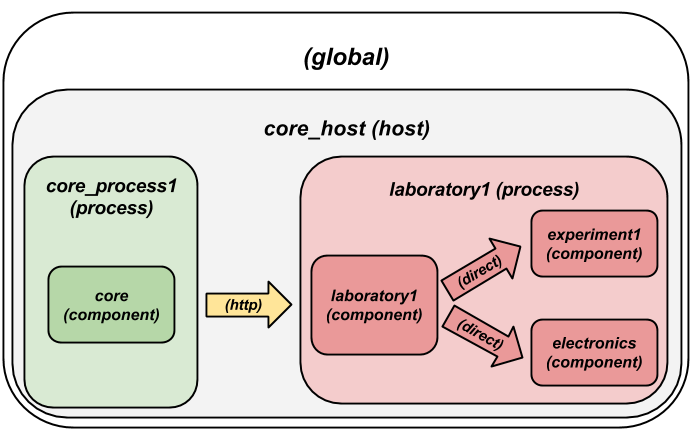 (global)
core_host (host)
core_process1
(process)
core
(component)
(http)
laboratory1 (process)
laboratory1
(component)
(direct)
(direct)
experiment1
(component)
electronics
(component)